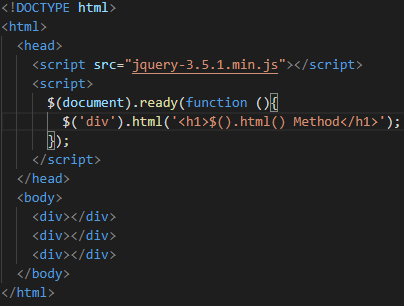 <!DOCTYPE html>
<html>
<head>
<script src="jquery-3.5.1.min.js"></script>
<script>
$(document).ready(function (){
$('div').html('<h1>$().html() Method</h1>');
});
</script>
</head>
<body>
<div></div>
<div></div>
<div></div>
</body>
</html>